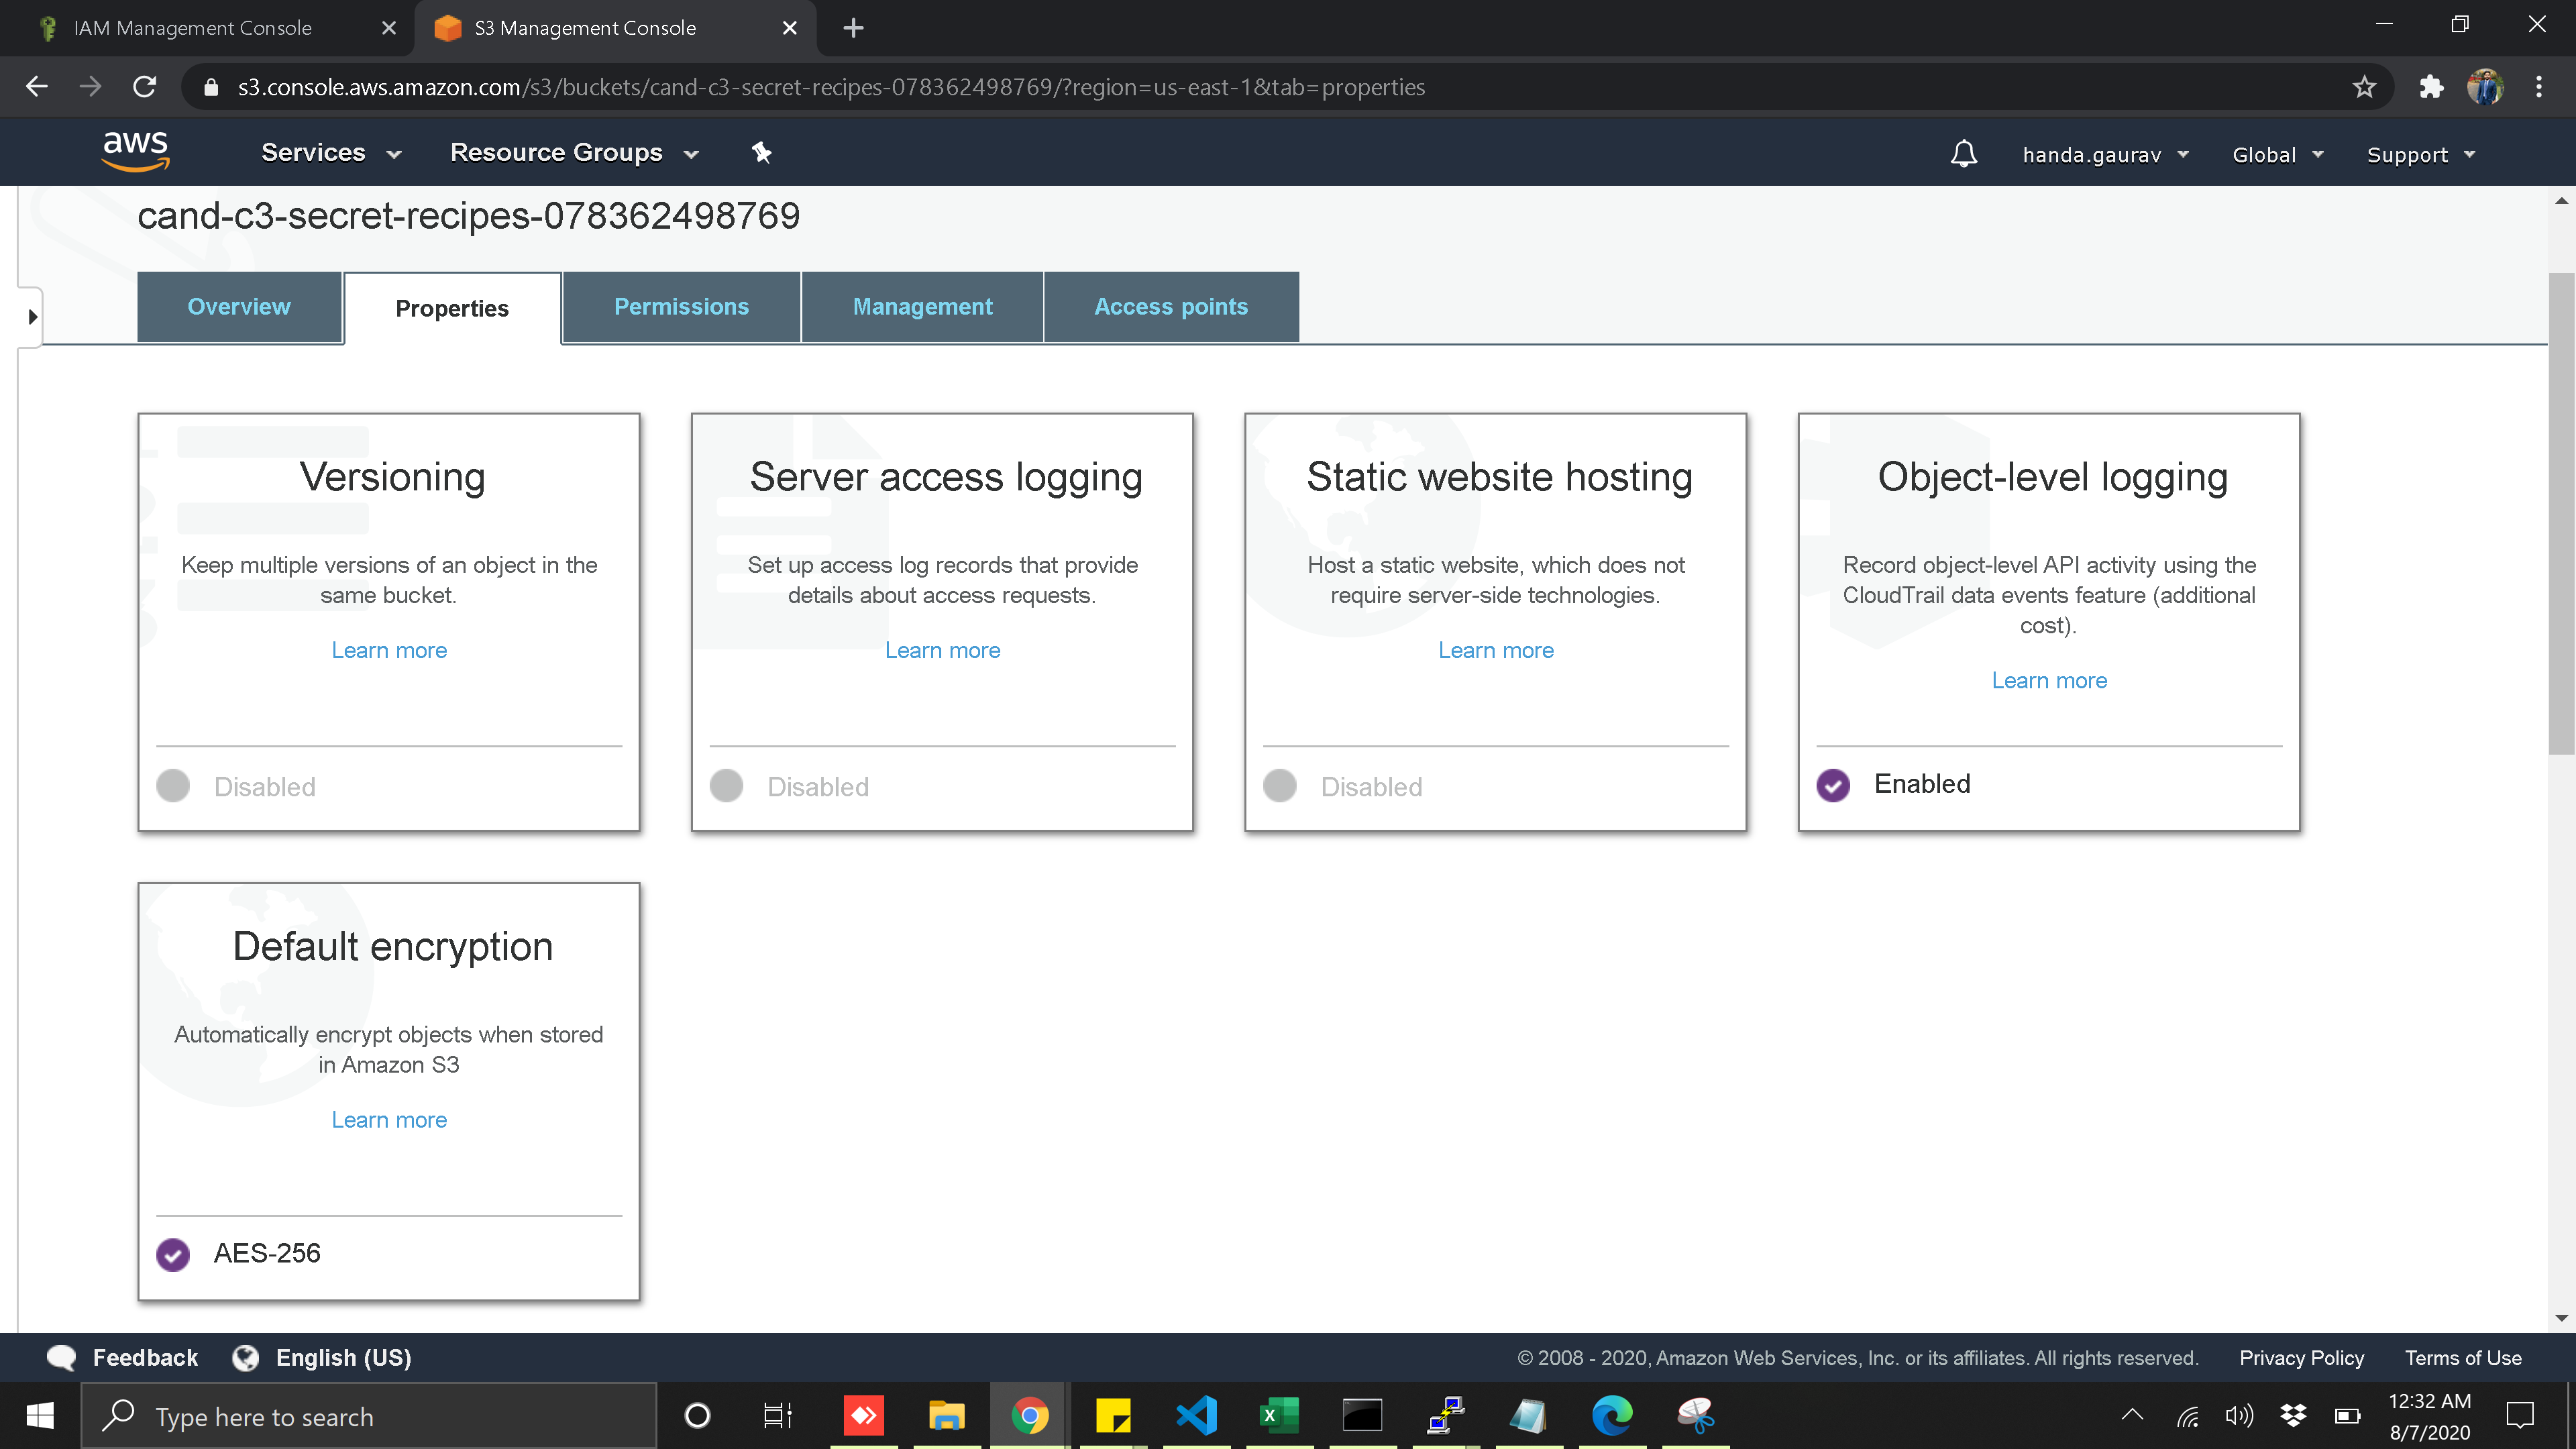 IAM Management Console
S3 Management Console
s3.console.aws.amazon.com/s3/buckets/cand-c3-secret-recipes-078362498769/?region=us-east-1&tab=properties
aws
Services
Resource Groups
handa.gaurav
Global
Support
cand-c3-secret-recipes-078362498769
Overview
Properties
Permissions
Management
Access points
Versioning
Keep multiple versions of an object in the
same bucket.
Learn more
Disabled
Server access logging
Set up access log records that provide
details about access requests.
Learn more
Disabled
Static website hosting
Host a static website, which does not
require server-side technologies.
Learn more
Disabled
Object-level logging
Record object-level API activity using the
CloudTrail data events feature (additional
cost).
Learn more
Enabled
Default encryption
Automatically encrypt objects when stored
in Amazon S3
Learn more
AES-256
Feedback
English (US)
© 2008 - 2020, Amazon Web Services, Inc. or its affiliates. All rights reserved.
Privacy Policy
Terms of Use
Type here to search
12:32 AM
8/7/2020